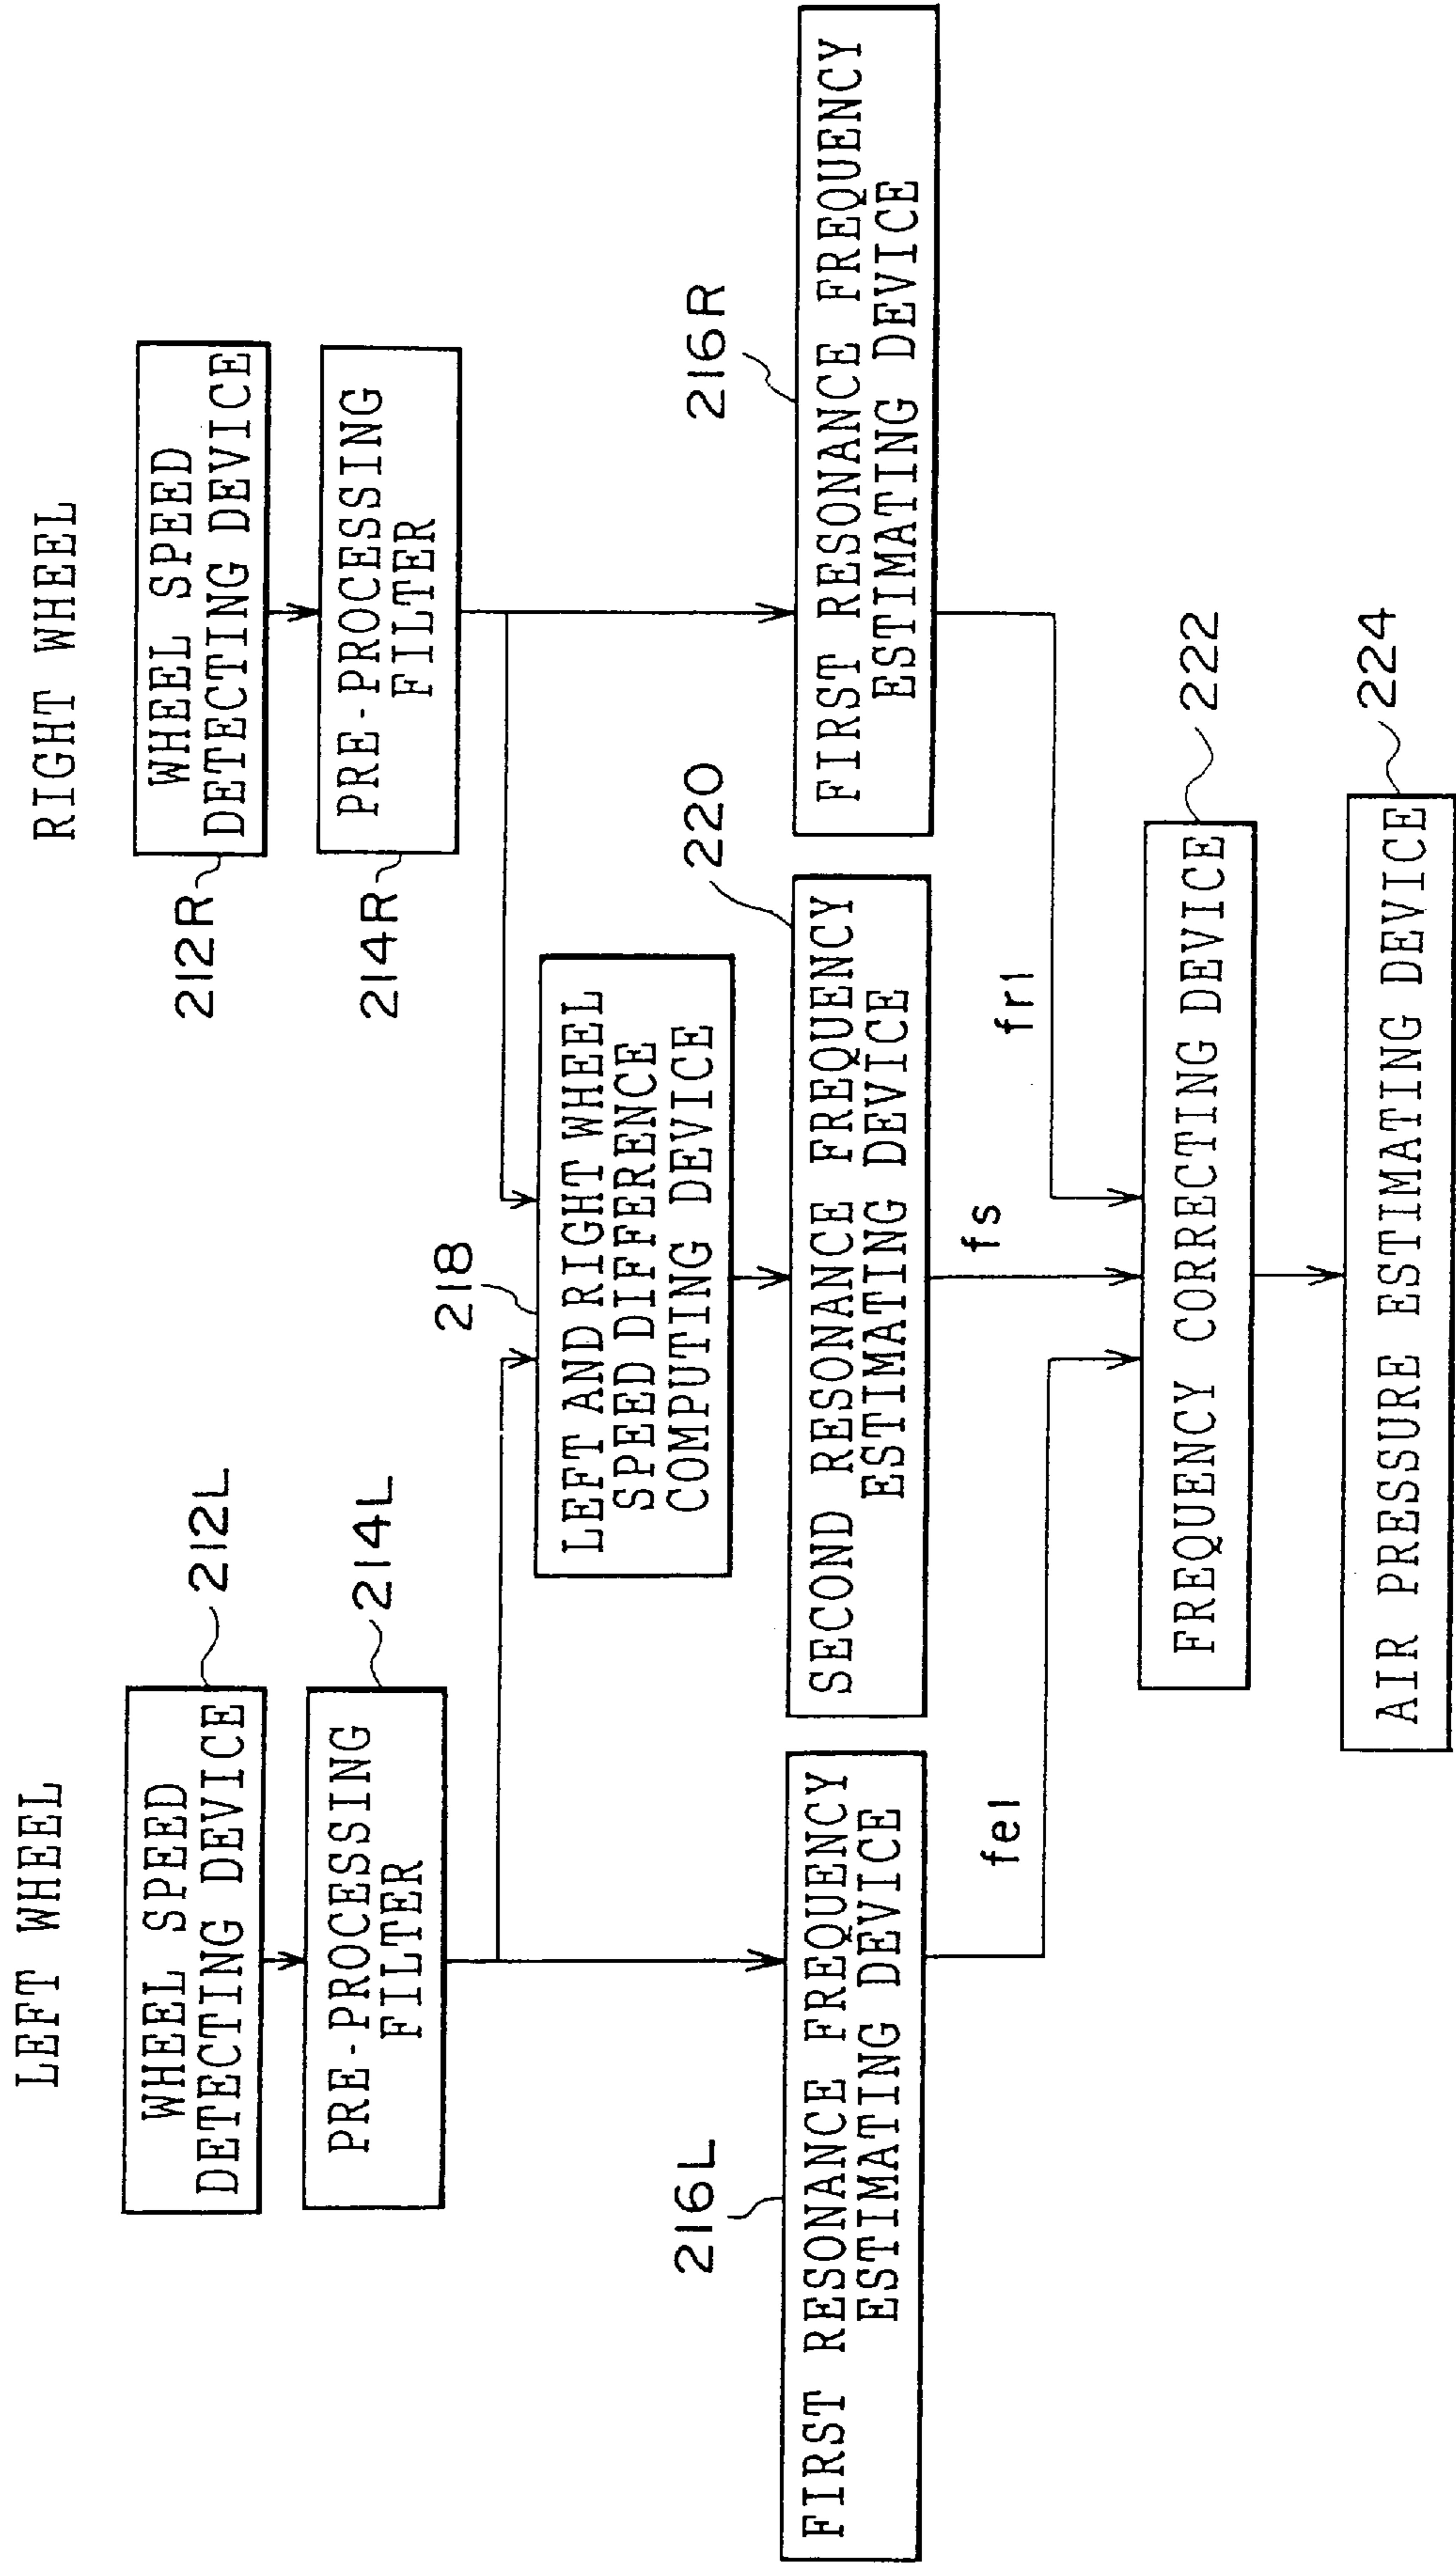 LEFT WHEEL
RIGHT WHEEL
WHEEL SPEED
DETECTING DEVICE
212L
212R
WHEEL SPEED
DETECTING DEVICE
PRE-PROCESSING
FILTER
214L
214R
PRE-PROCESSING
FILTER
218
LEFT AND RIGHT WHEEL
SPEED DIFFERENCE
COMPUTING DEVICE
216L
220
216R
FIRST RESONANCE FREQUENCY
ESTIMATING DEVICE
SECOND RESONANCE FREQUENCY
ESTIMATING DEVICE
FIRST RESONANCE FREQUENCY
ESTIMATING DEVICE
fel
fs
frl
222
FREQUENCY CORRECTING DEVICE
224
AIR PRESSURE ESTIMATING DEVICE